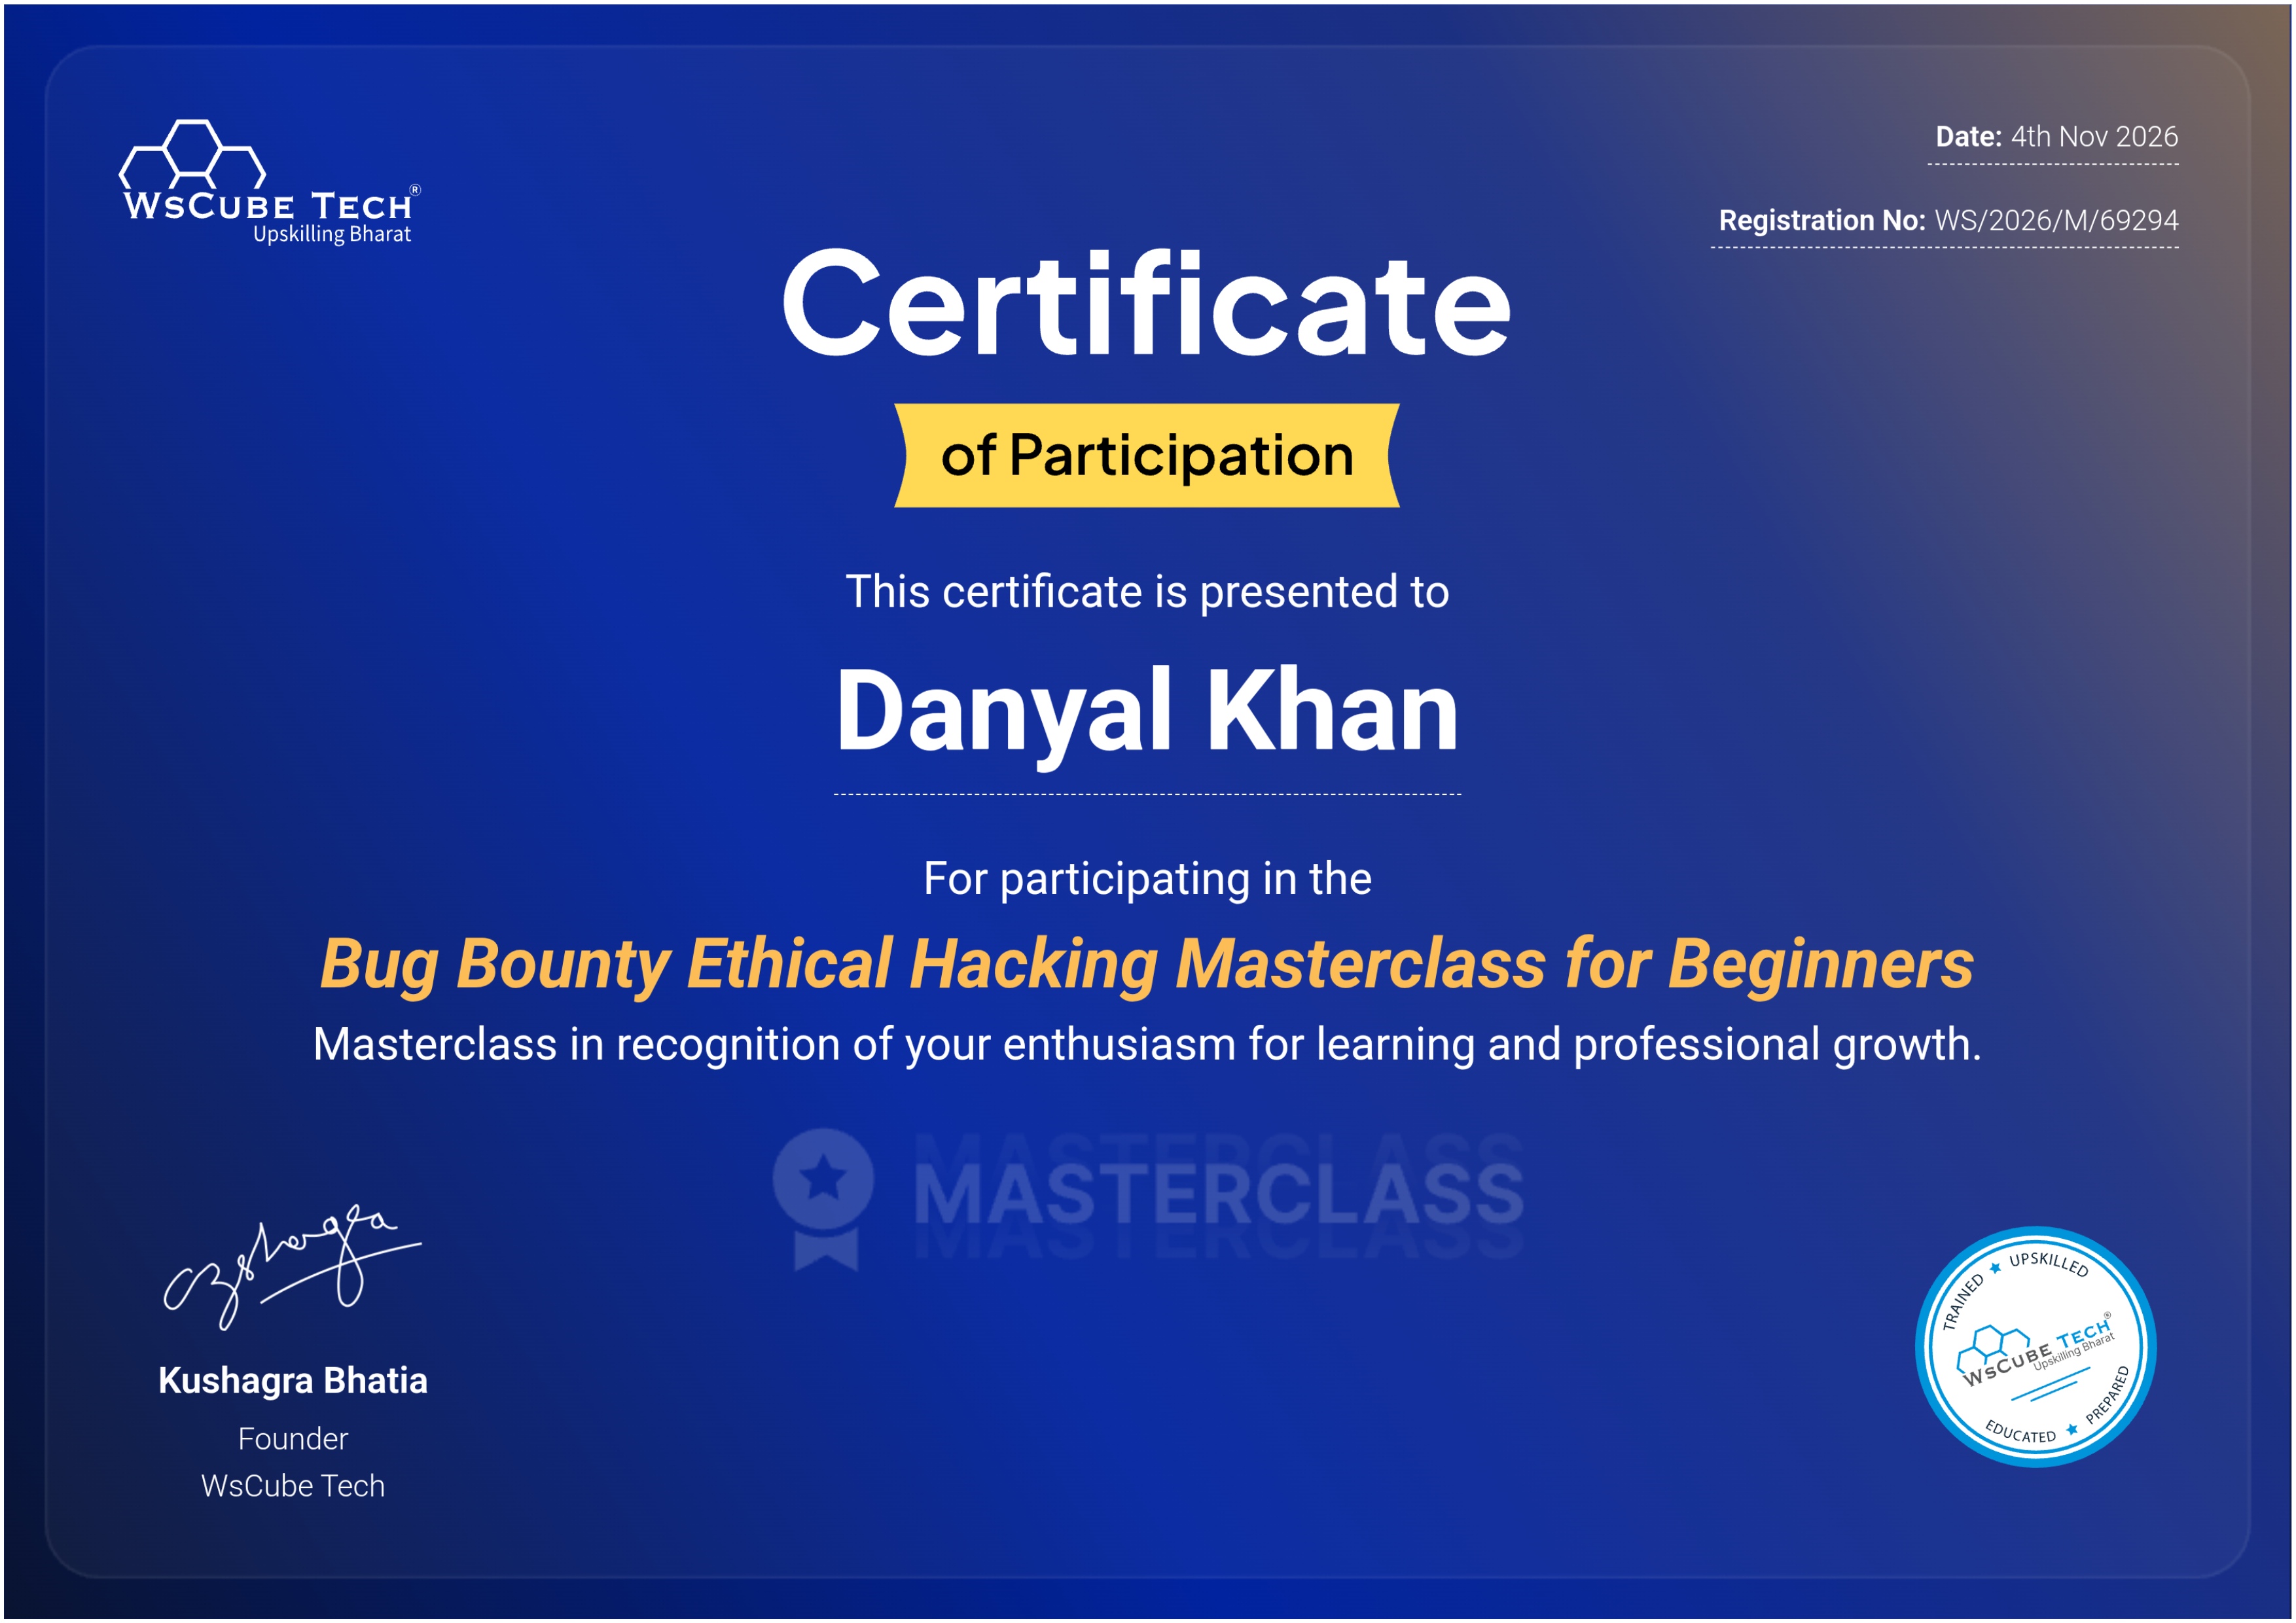 WsCube Tech®
Upskilling Bharat
Date: 4th Nov 2026
Registration No: WS/2026/M/69294
Certificate
of Participation
This certificate is presented to
Danyal Khan
For participating in the
Bug Bounty Ethical Hacking Masterclass for Beginners
Masterclass in recognition of your enthusiasm for learning and professional growth.
MASTERCLASS
MASTERCLASS
MASTERCLASS
Kushagra Bhatia
Founder
WsCube Tech
TRAINED ★ UPSKILLED
WsCube Tech®
Upskilling Bharat
EDUCATED ★ PREPARED